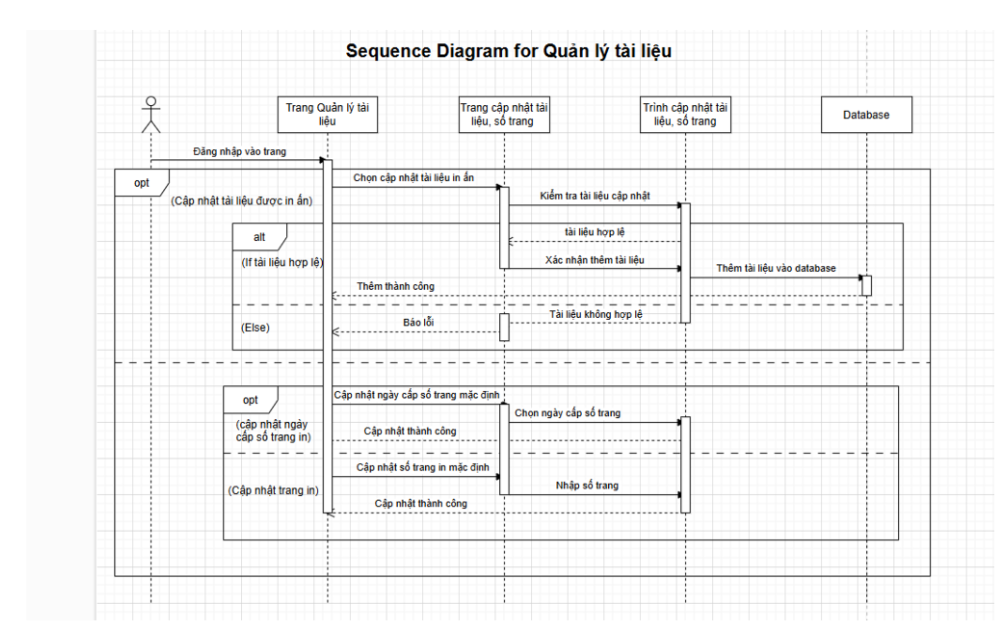 Sequence Diagram for Quản lý tài liệu
Trang Quản lý tài
liệu
Trang cập nhật tài
liệu, số trang
Trình cập nhật tài
liệu, số trang
Database
Đăng nhập vào trang
opt
(Cập nhật tài liệu được in ấn)
Chọn cập nhật tài liệu in ấn
Kiểm tra tài liệu cập nhật
alt
(If tài liệu hợp lệ)
tài liệu hợp lệ
Xác nhận thêm tài liệu
Thêm tài liệu vào database
Thêm thành công
(Else)
Tài liệu không hợp lệ
Báo lỗi
opt
(cập nhật ngày
cấp số trang in)
Cập nhật ngày cấp số trang mặc định
Chọn ngày cấp số trang
Cập nhật thành công
(Cập nhật trang in)
Cập nhật số trang in mặc định
Nhập số trang
Cập nhật thành công